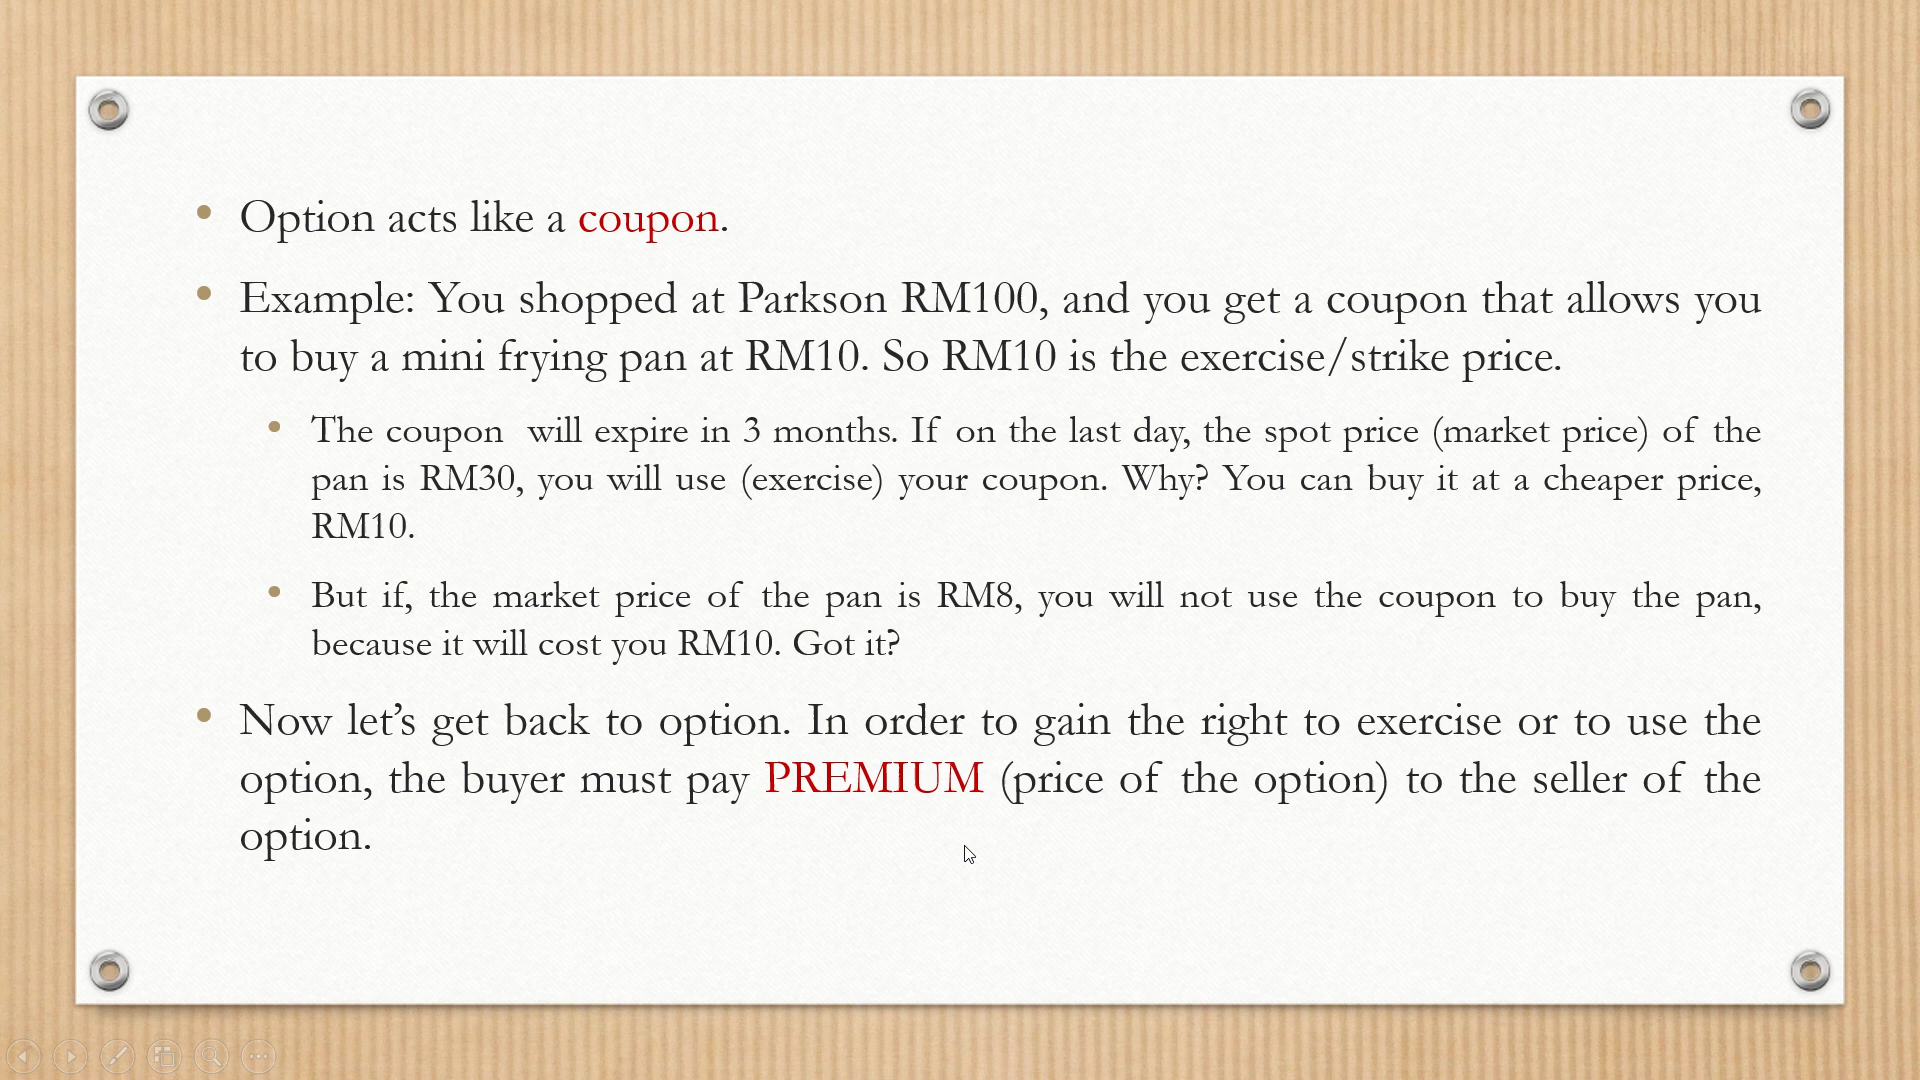 • Option acts like a coupon.
• Example: You shopped at Parkson RM100, and you get a coupon that allows you
to buy a mini frying pan at RM10. So RM10 is the exercise/strike price.
• The coupon  will expire in 3 months. If on the last day, the spot price (market price) of the
pan is RM30, you will use (exercise) your coupon. Why? You can buy it at a cheaper price,
RM10.
• But if, the market price of the pan is RM8, you will not use the coupon to buy the pan,
because it will cost you RM10. Got it?
• Now let’s get back to option. In order to gain the right to exercise or to use the
option, the buyer must pay PREMIUM (price of the option) to the seller of the
option.